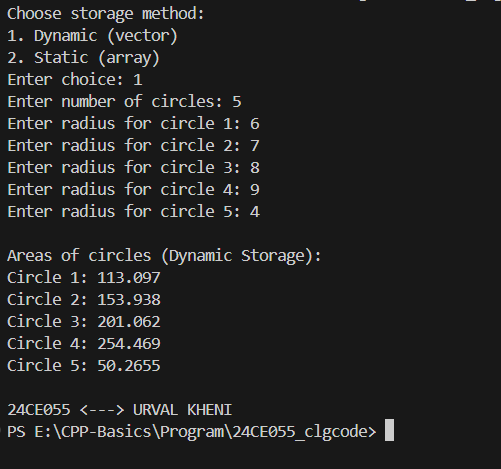 Choose storage method:
1. Dynamic (vector)
2. Static (array)
Enter choice: 1
Enter number of circles: 5
Enter radius for circle 1: 6
Enter radius for circle 2: 7
Enter radius for circle 3: 8
Enter radius for circle 4: 9
Enter radius for circle 5: 4
Areas of circles (Dynamic Storage):
Circle 1: 113.097
Circle 2: 153.938
Circle 3: 201.062
Circle 4: 254.469
Circle 5: 50.2655
24CE055 <---> URVAL KHENI
PS E:\CPP-Basics\Program\24CE055_clgcode>